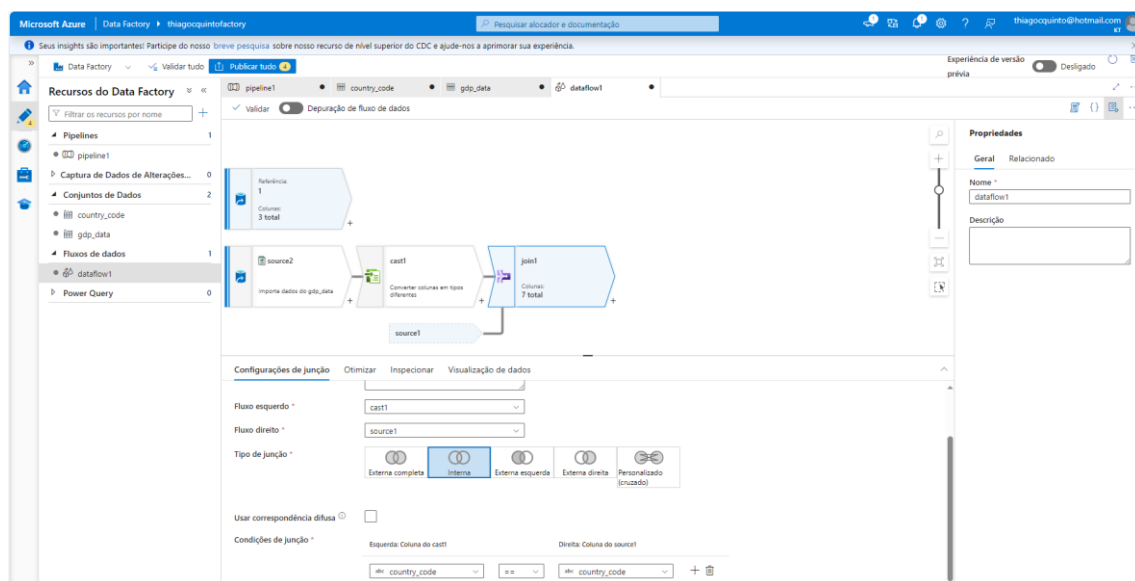 Microsoft Azure | Data Factory ▸ thiagocquintofactory
Pesquisar alocador e documentação
thiagocquinto@hotmail.com
KT
Seus insights são importantes! Participe do nosso breve pesquisa sobre nosso recurso de nível superior do CDC e ajude-nos a aprimorar sua experiência.
Data Factory
Validar tudo
Publicar tudo 4
Experiência de versão prévia
Desligado
Recursos do Data Factory
Filtrar os recursos por nome
Pipelines 1
pipeline1
Captura de Dados de Alterações... 0
Conjuntos de Dados 2
country_code
gdp_data
Fluxos de dados 1
dataflow1
Power Query 0
pipeline1
country_code
gdp_data
dataflow1
Validar
Depuração de fluxo de dados
Referência
1
Colunas:
3 total
source2
Importa dados do gdp_data
cast1
Converter colunas em tipos diferentes
join1
Colunas:
7 total
source1
Configurações de junção
Otimizar
Inspecionar
Visualização de dados
Fluxo esquerdo *
cast1
Fluxo direito *
source1
Tipo de junção *
Externa completa
Interna
Externa esquerda
Externa direita
Personalizado (cruzado)
Usar correspondência difusa
Condições de junção *
Esquerda: Coluna do cast1
Direita: Coluna do source1
abc country_code
==
abc country_code
Propriedades
Geral
Relacionado
Nome *
dataflow1
Descrição